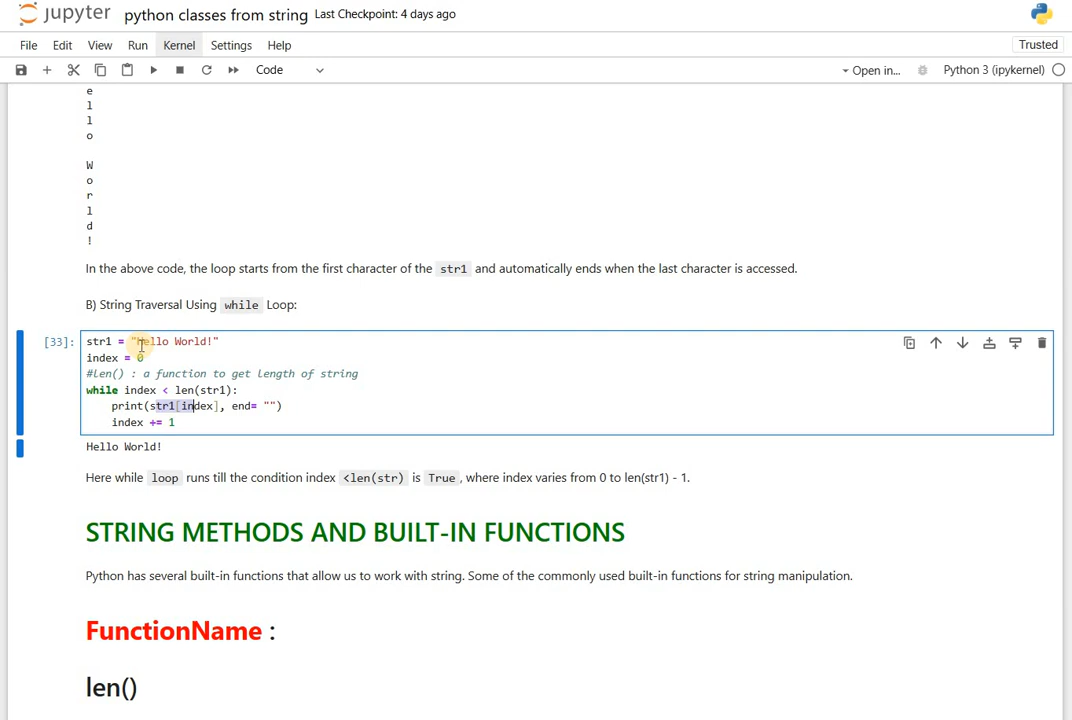 jupyter python classes from string Last Checkpoint: 4 days ago
File Edit View Run Kernel Settings Help Trusted
Code Open in... Python 3 (ipykernel)
e
l
l
o
W
o
r
l
d
!
In the above code, the loop starts from the first character of the str1 and automatically ends when the last character is accessed.
B) String Traversal Using while Loop:
[33]: str1 = "Hello World!"
index = 0
#len() : a function to get length of string
while index < len(str1):
    print(str1[index], end= "")
    index += 1
Hello World!
Here while loop runs till the condition index <len(str) is True, where index varies from 0 to len(str1) - 1.
STRING METHODS AND BUILT-IN FUNCTIONS
Python has several built-in functions that allow us to work with string. Some of the commonly used built-in functions for string manipulation.
FunctionName :
len()